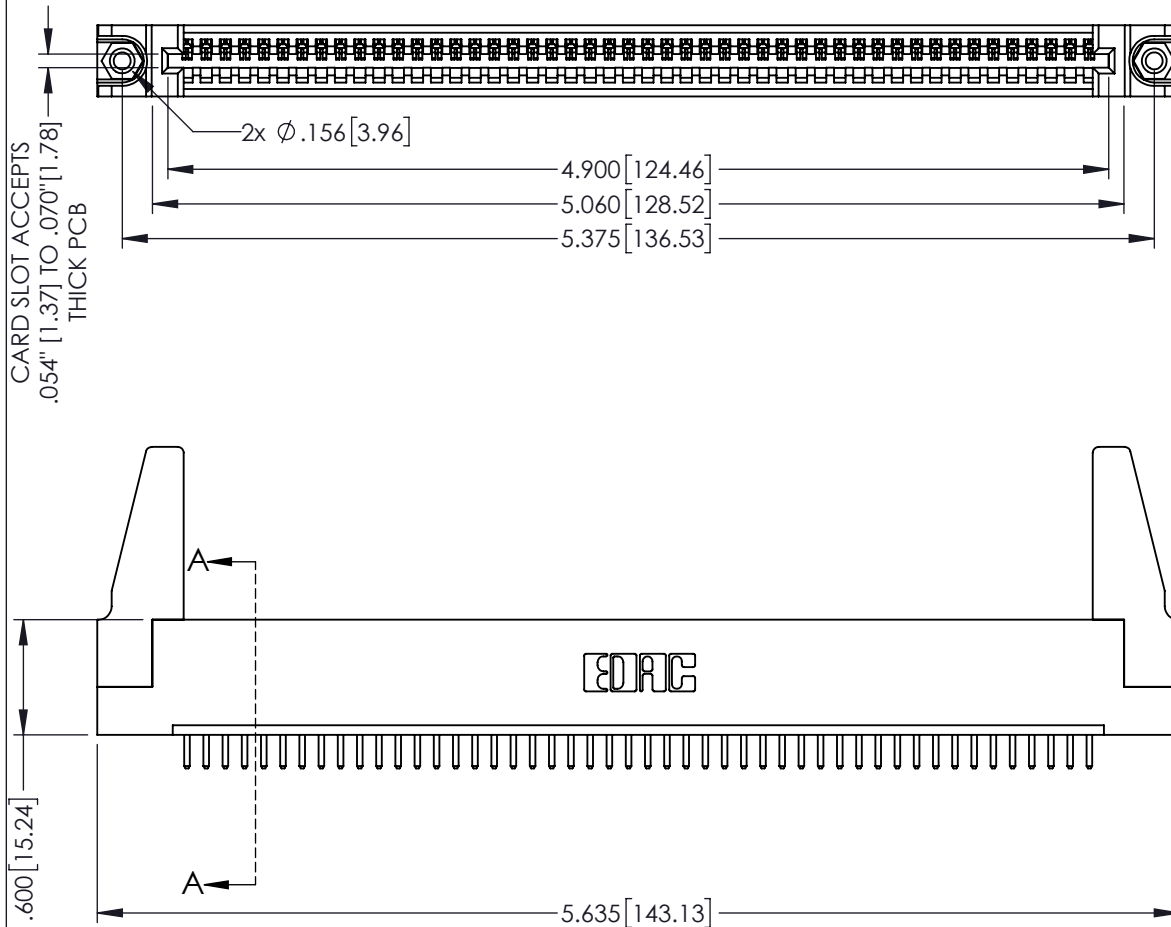 2x Ø.156[3.96]
4.900[124.46]
5.060[128.52]
5.375[136.53]
CARD SLOT ACCEPTS
.054" [1.37] TO .070"[1.78]
THICK PCB
A
EDAC
A
.600[15.24]
5.635[143.13]